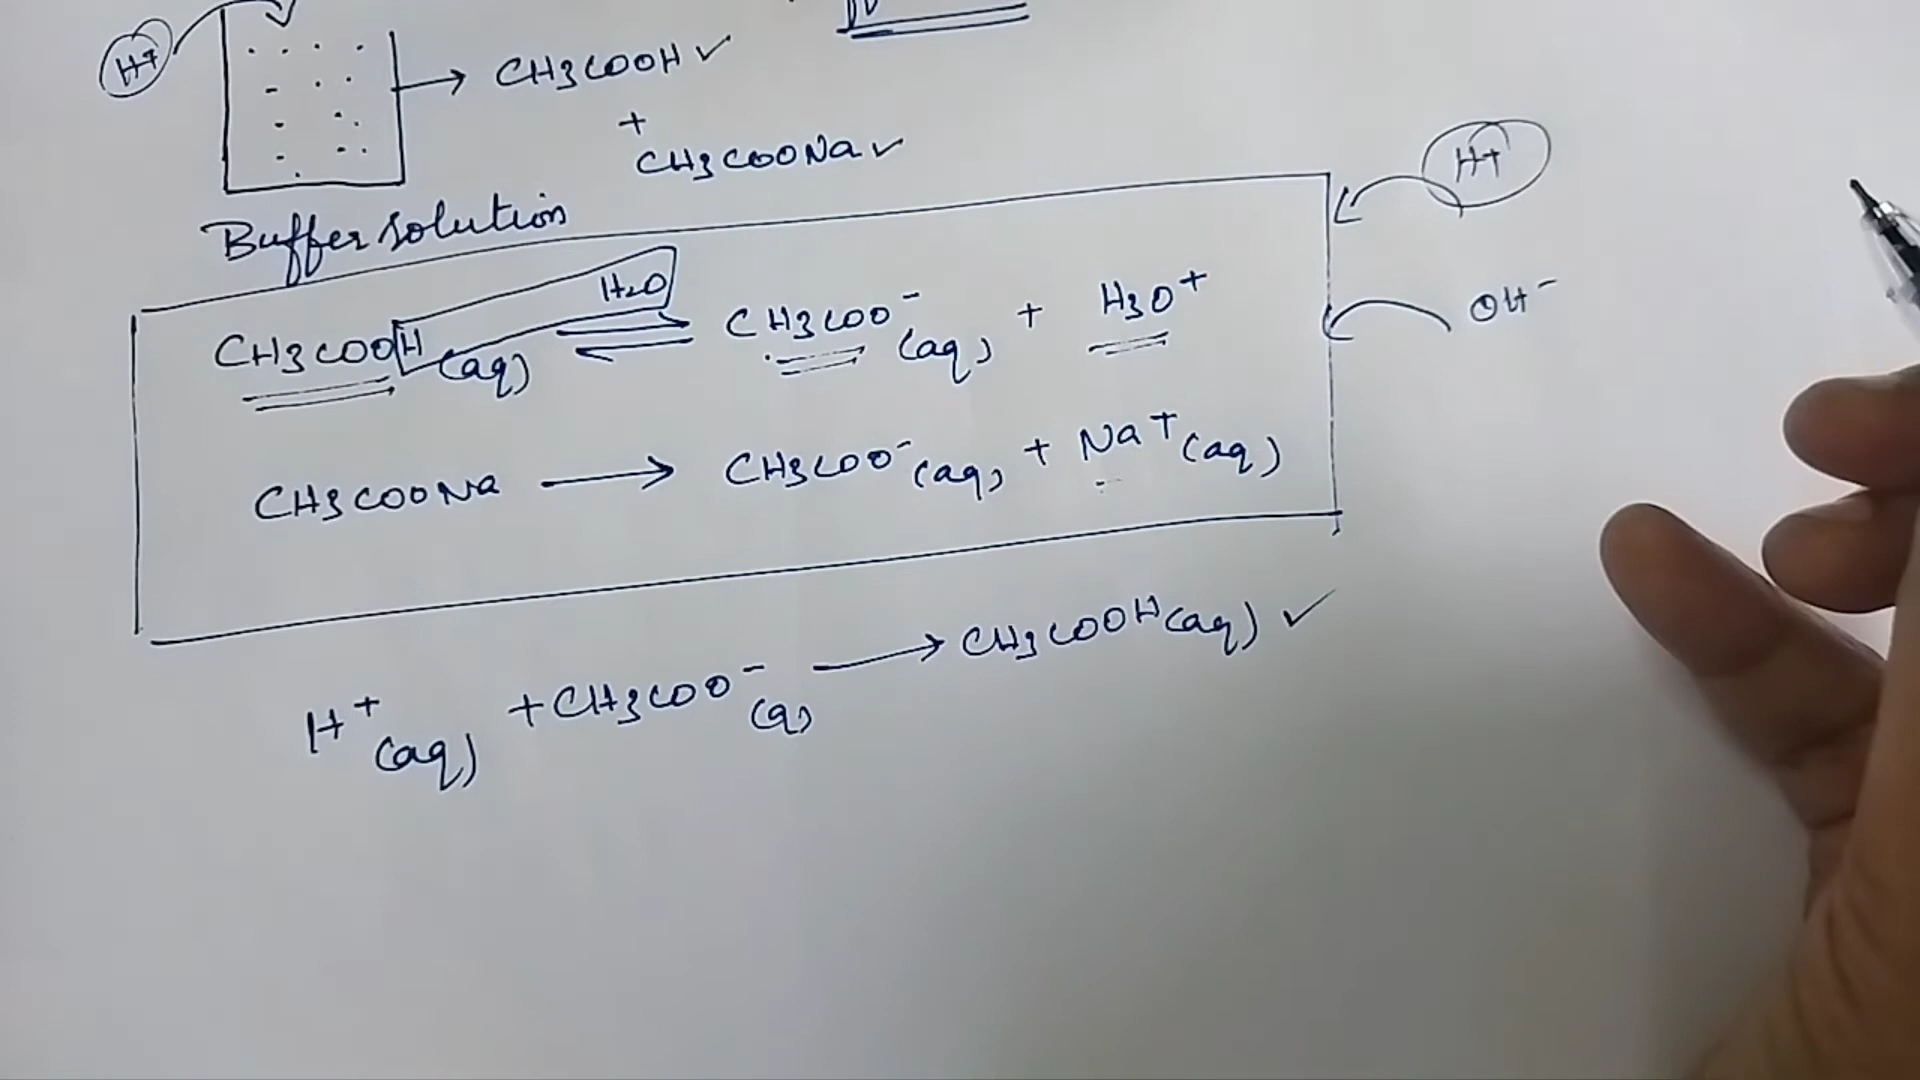 H+
CH3COOH ✓
+
CH3COONa ✓
Buffer solution
H+
CH3COOH (aq) H2O ⇌ CH3COO⁻ (aq) + H3O⁺
OH⁻
CH3COONa ⟶ CH3COO⁻ (aq) + Na⁺ (aq)
H⁺ (aq) + CH3COO⁻ (a) ⟶ CH3COOH (aq) ✓